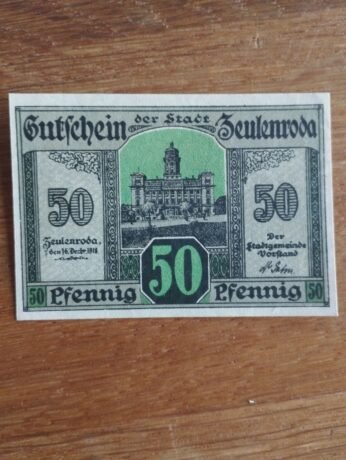 Gutschein der Stadt Zeulenroda
50
50
Zeulenroda,
Der
Stadtgemeinde
Vorstand
50 Pfennig 50 Pfennig 50